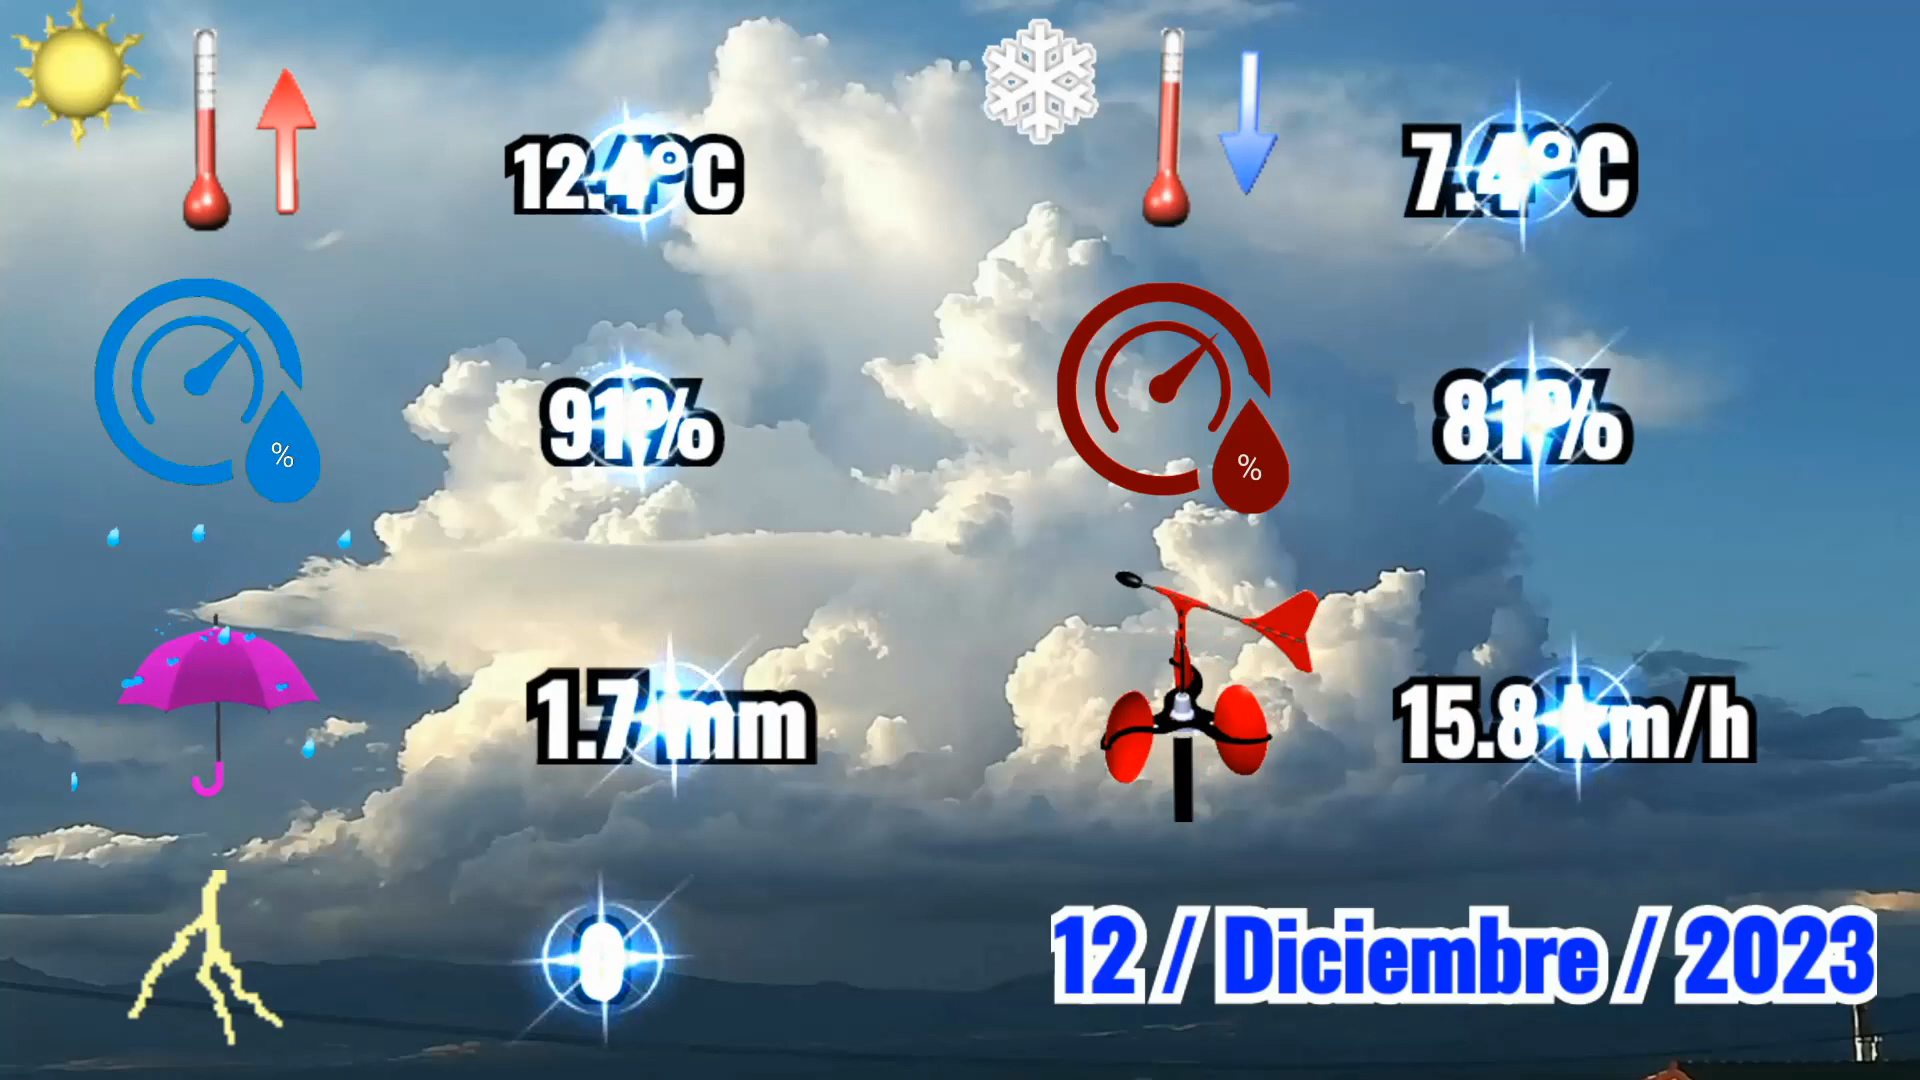 12.4°C
7.4°C
%
91%
%
81%
1.7 mm
15.8 km/h
0
12 / Diciembre / 2023